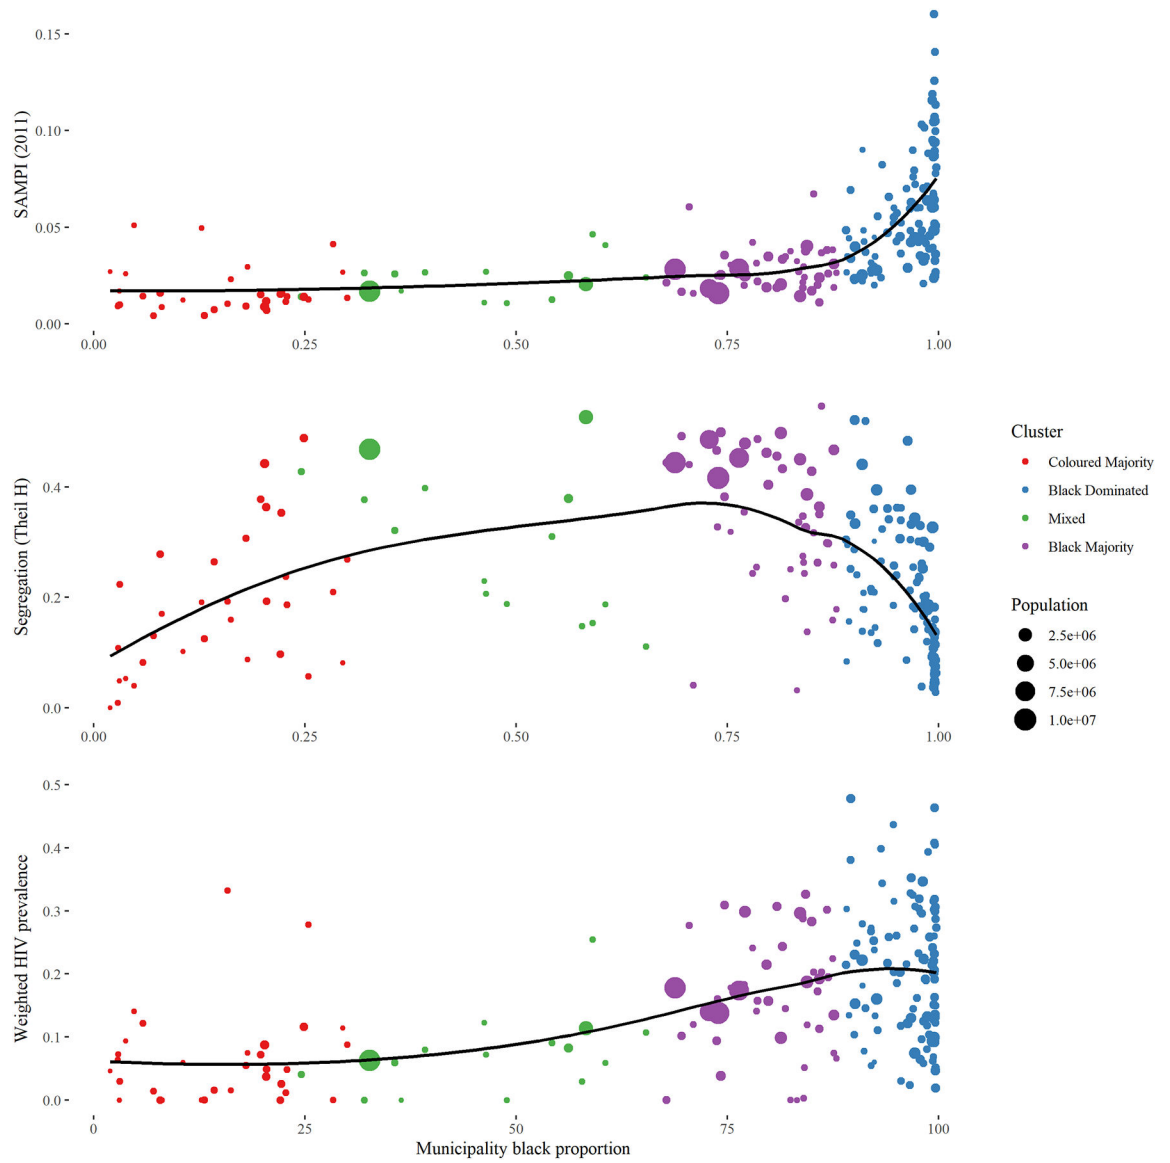 SAMPI (2011)
0.15
0.10
0.05
0.00
0.00 0.25 0.50 0.75 1.00
Segregation (Theil H)
0.4
0.2
0.0
0.00 0.25 0.50 0.75 1.00
Weighted HIV prevalence
0.5
0.4
0.3
0.2
0.1
0.0
0 25 50 75 100
Municipality black proportion
Cluster
Coloured Majority
Black Dominated
Mixed
Black Majority
Population
2.5e+06
5.0e+06
7.5e+06
1.0e+07